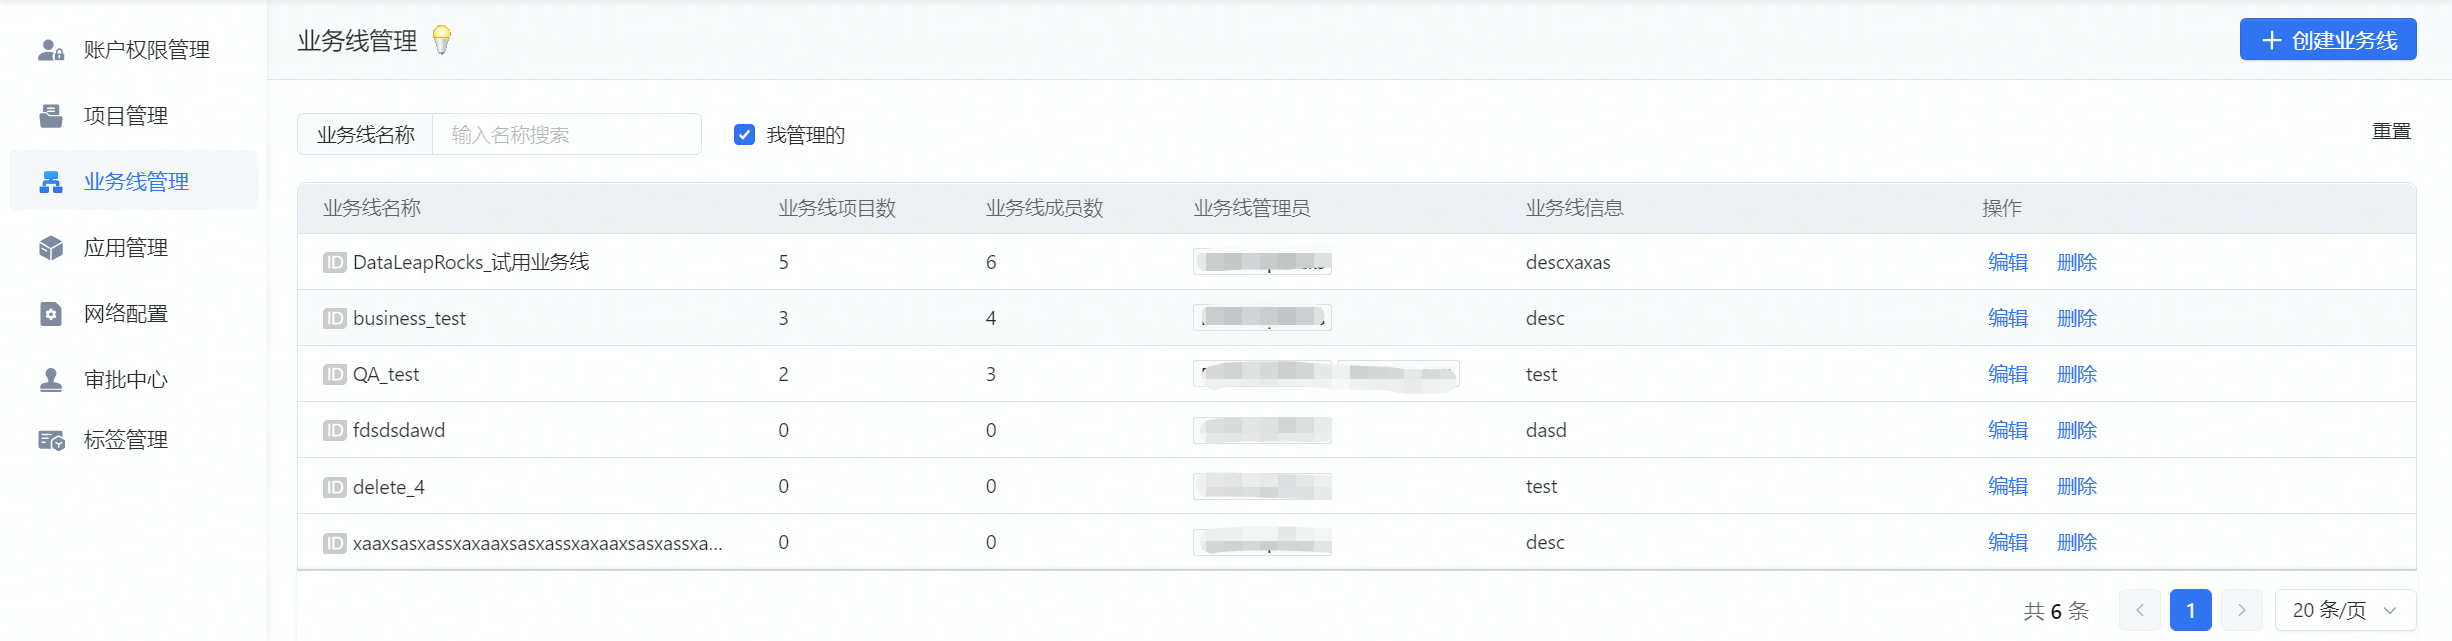 账户权限管理
项目管理
业务线管理
应用管理
网络配置
审批中心
标签管理
业务线管理
创建业务线
业务线名称 输入名称搜索 我管理的 重置
业务线名称 业务线项目数 业务线成员数 业务线管理员 业务线信息 操作
ID DataLeapRocks_试用业务线 5 6 descxaxas 编辑 删除
ID business_test 3 4 desc 编辑 删除
ID QA_test 2 3 test 编辑 删除
ID fdsdsdawd 0 0 dasd 编辑 删除
ID delete_4 0 0 test 编辑 删除
ID xaaxsasxassxaxaaxsasxassxaxaaxsasxassxa... 0 0 desc 编辑 删除
共 6 条 1 20 条/页